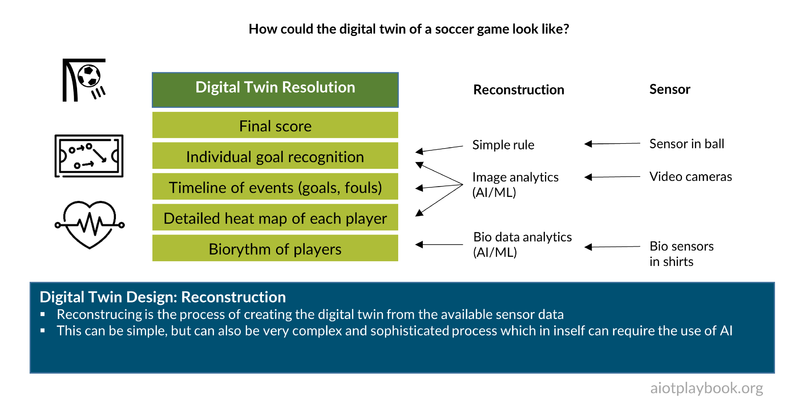 How could the digital twin of a soccer game look like?
Digital Twin Resolution
Reconstruction
Sensor
Final score
Individual goal recognition
Simple rule
Sensor in ball
Timeline of events (goals, fouls)
Image analytics
(AI/ML)
Video cameras
Detailed heat map of each player
Biorythm of players
Bio data analytics
(AI/ML)
Bio sensors
in shirts
Digital Twin Design: Reconstruction
▪ Reconstrucing is the process of creating the digital twin from the available sensor data
▪ This can be simple, but can also be very complex and sophisticated process which in inself can require the use of AI
aiotplaybook.org